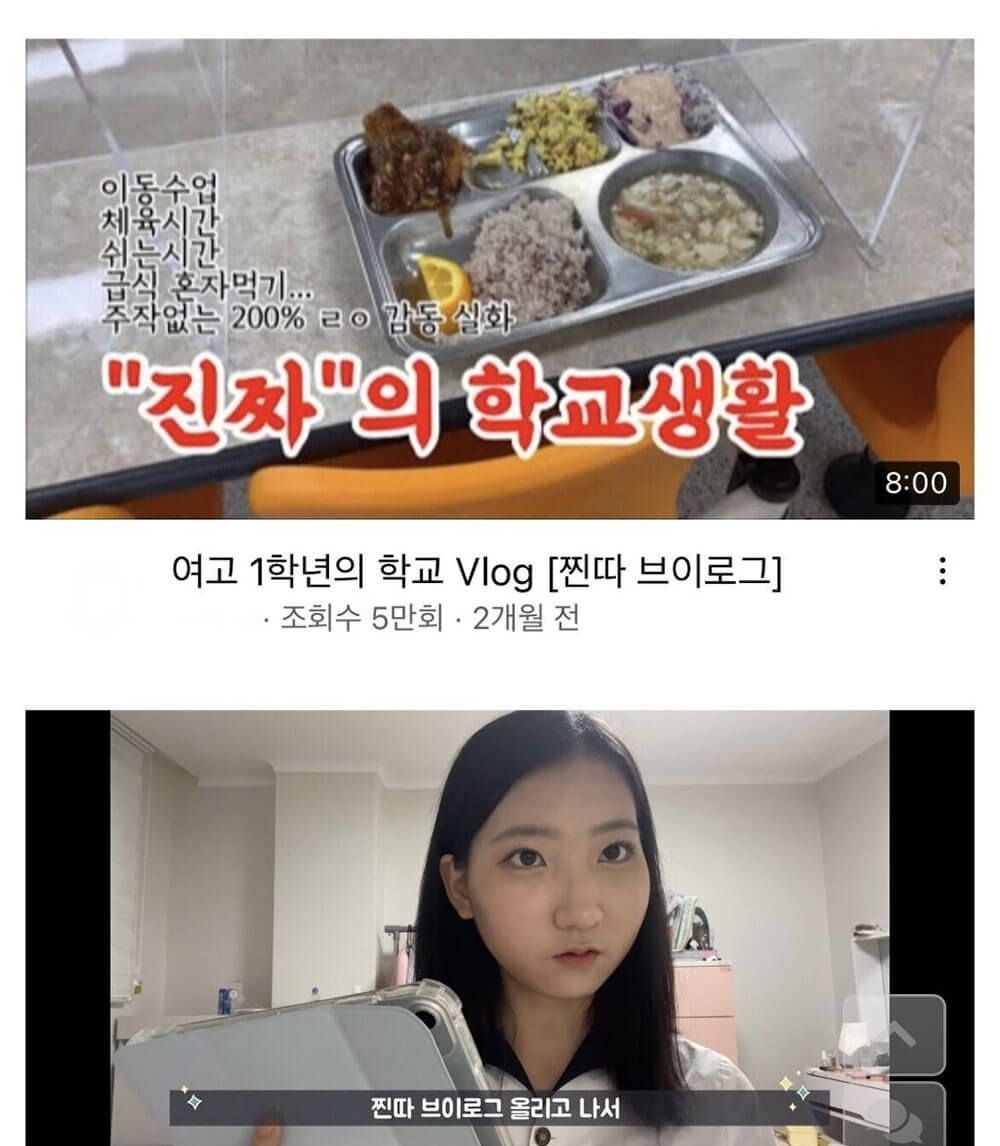 이동수업
체육시간
쉬는시간
급식 혼자먹기...
주작없는 200% ㄹㅇ 감동 실화
"진짜"의 학교생활
8:00
여고 1학년의 학교 Vlog [찐따 브이로그]
· 조회수 5만회 · 2개월 전
찐따 브이로그 올리고 나서